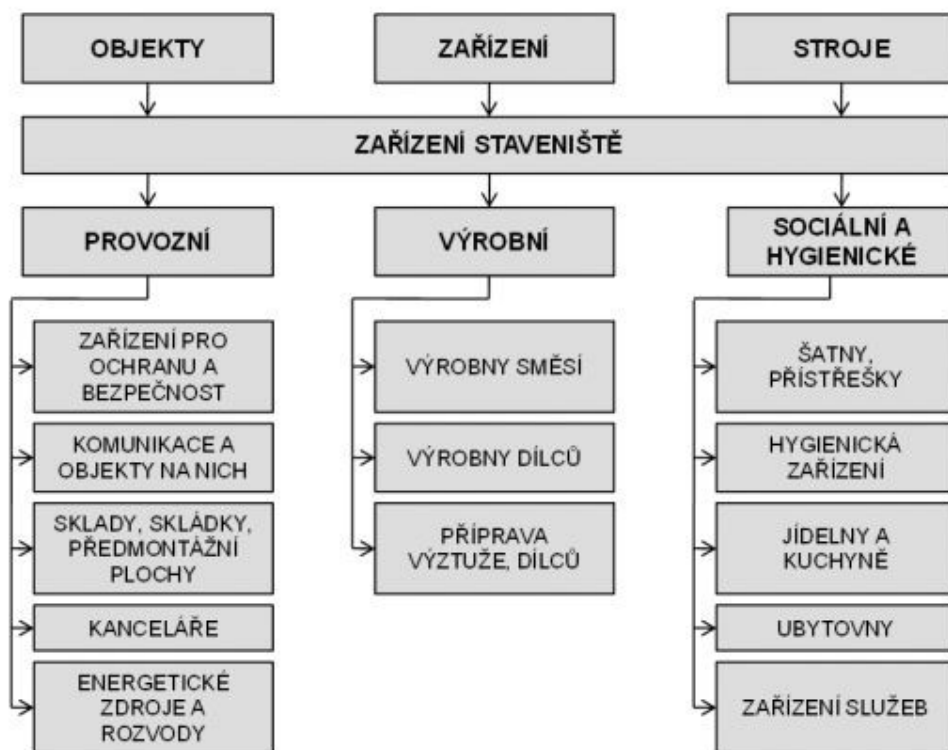 OBJEKTY
ZAŘÍZENÍ
STROJE
ZAŘÍZENÍ STAVENIŠTĚ
PROVOZNÍ
VÝROBNÍ
SOCIÁLNÍ A
HYGIENICKÉ
ZAŘÍZENÍ PRO
OCHRANU A
BEZPEČNOST
KOMUNIKACE A
OBJEKTY NA NICH
SKLADY, SKLÁDKY,
PŘEDMONTÁŽNÍ
PLOCHY
KANCELÁŘE
ENERGETICKÉ
ZDROJE A
ROZVODY
VÝROBNY SMĚSÍ
VÝROBNY DÍLCŮ
PŘÍPRAVA
VÝZTUŽE, DÍLCŮ
ŠATNY,
PŘÍSTŘEŠKY
HYGIENICKÁ
ZAŘÍZENÍ
JÍDELNY A
KUCHYNĚ
UBYTOVNY
ZAŘÍZENÍ SLUŽEB